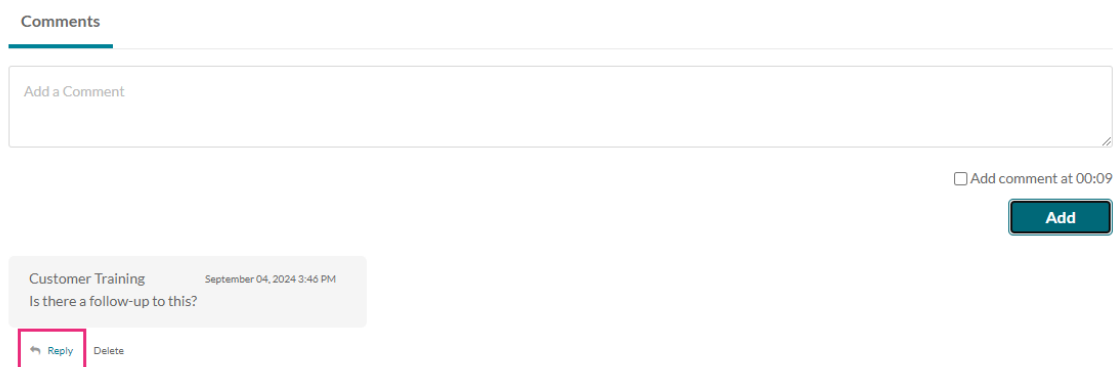 Comments
Add a Comment
Add comment at 00:09
Add
Customer Training September 04, 2024 3:46 PM
Is there a follow-up to this?
Reply Delete